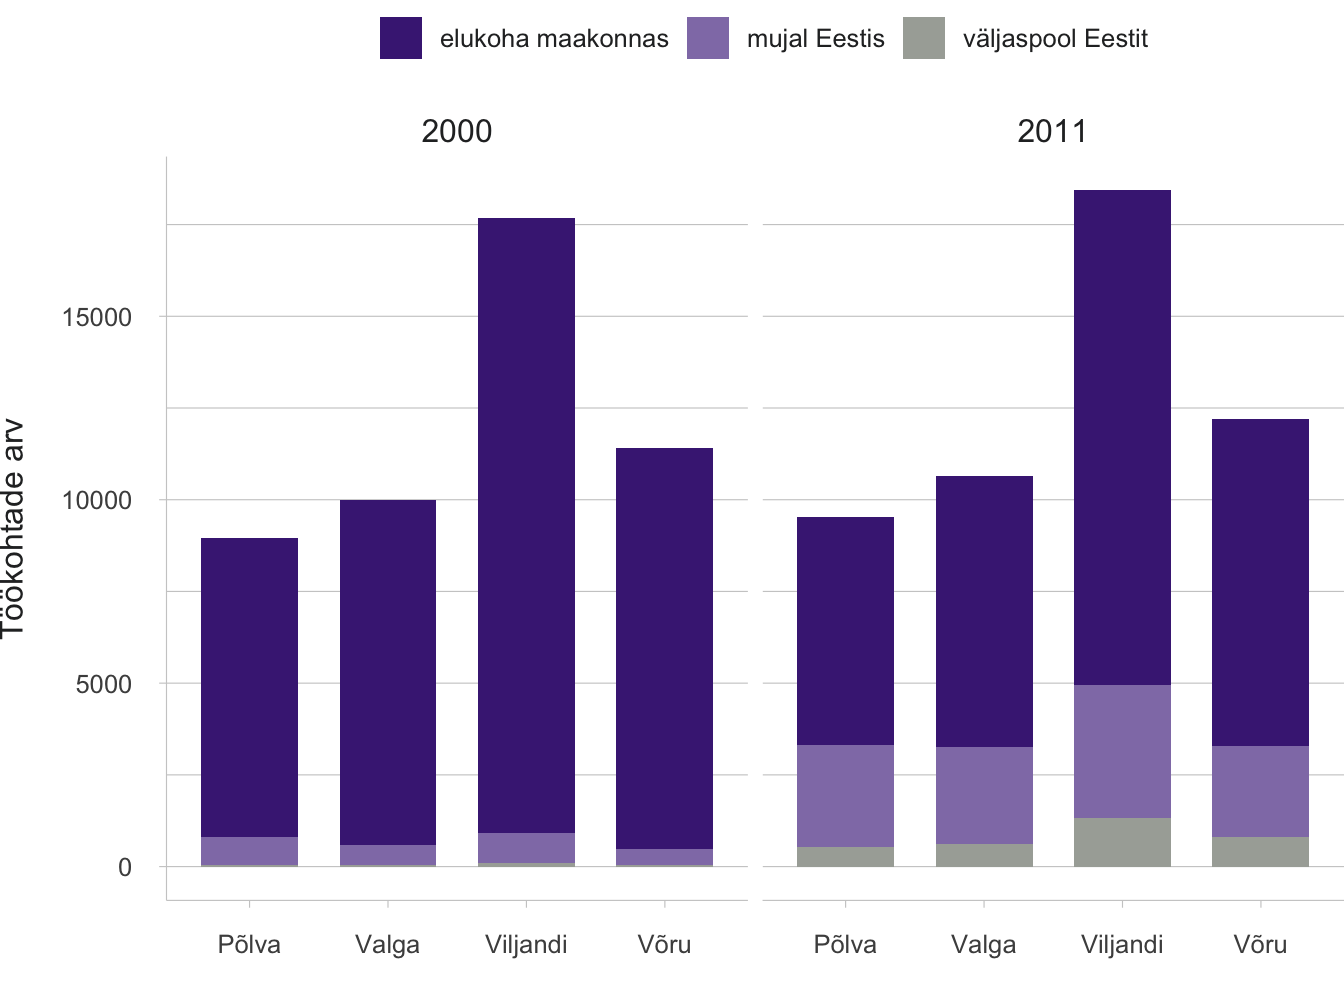 elukoha maakonnas mujal Eestis väljaspool Eestit
2000 2011
Töökohtade arv
15000
10000
5000
0
Põlva Valga Viljandi Võru Põlva Valga Viljandi Võru